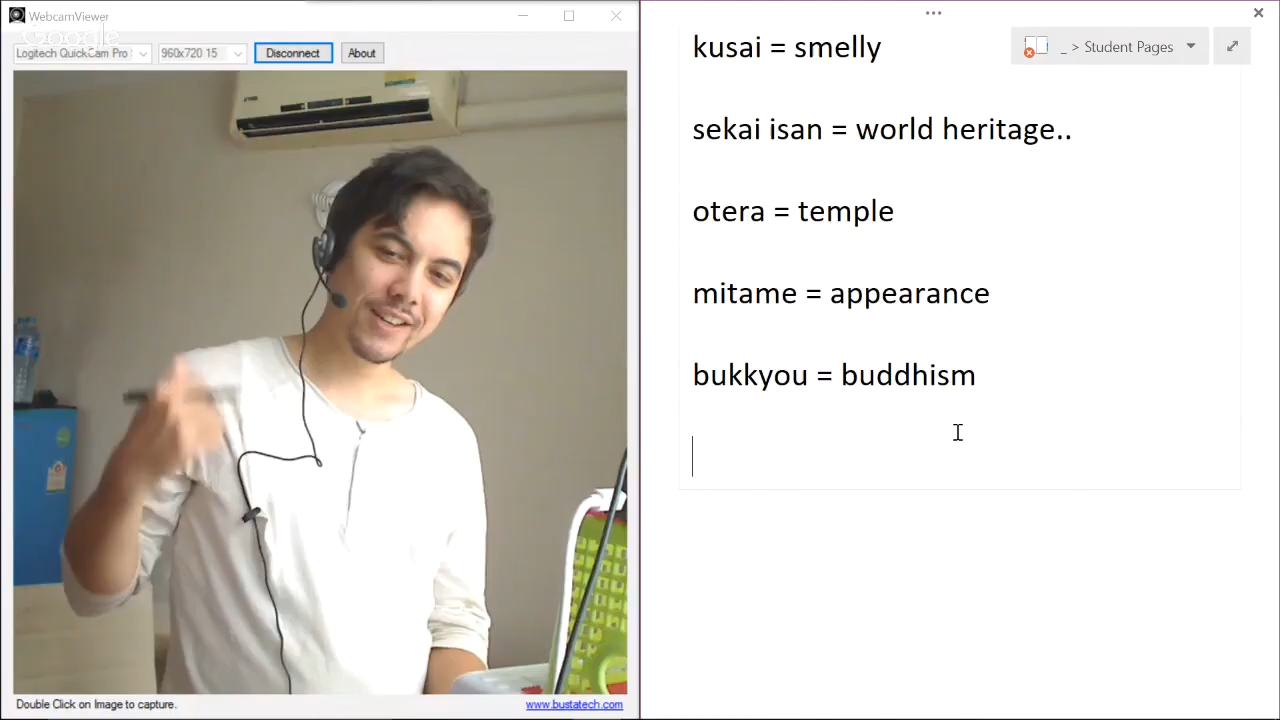 WebcamViewer
Google
Logitech QuickCam Pro
960x720 15
Disconnect
About
Double Click on Image to capture.
www.bustatech.com
_ > Student Pages
kusai = smelly
sekai isan = world heritage..
otera = temple
mitame = appearance
bukkyou = buddhism